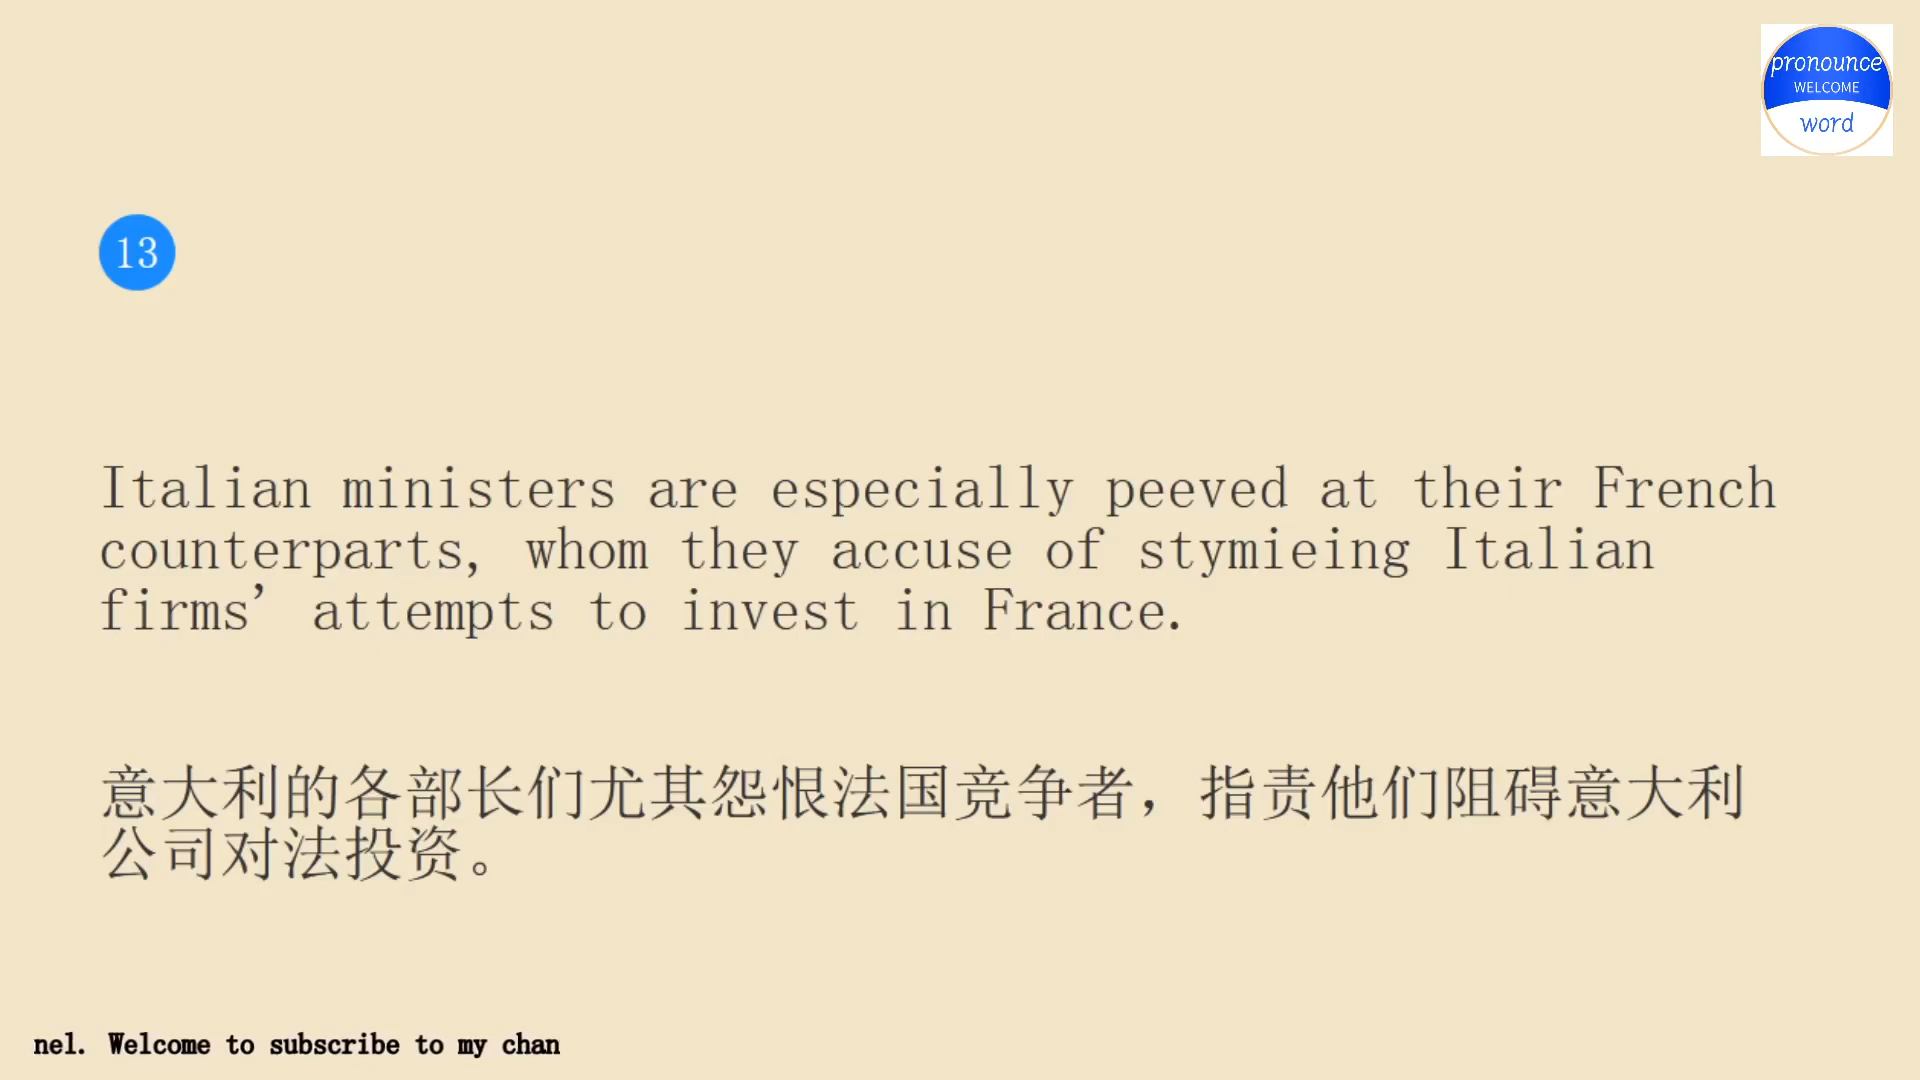 pronounce
WELCOME
word
13
Italian ministers are especially peeved at their French
counterparts, whom they accuse of stymieing Italian
firms’ attempts to invest in France.
意大利的各部长们尤其怨恨法国竞争者，指责他们阻碍意大利
公司对法投资。
nel. Welcome to subscribe to my chan